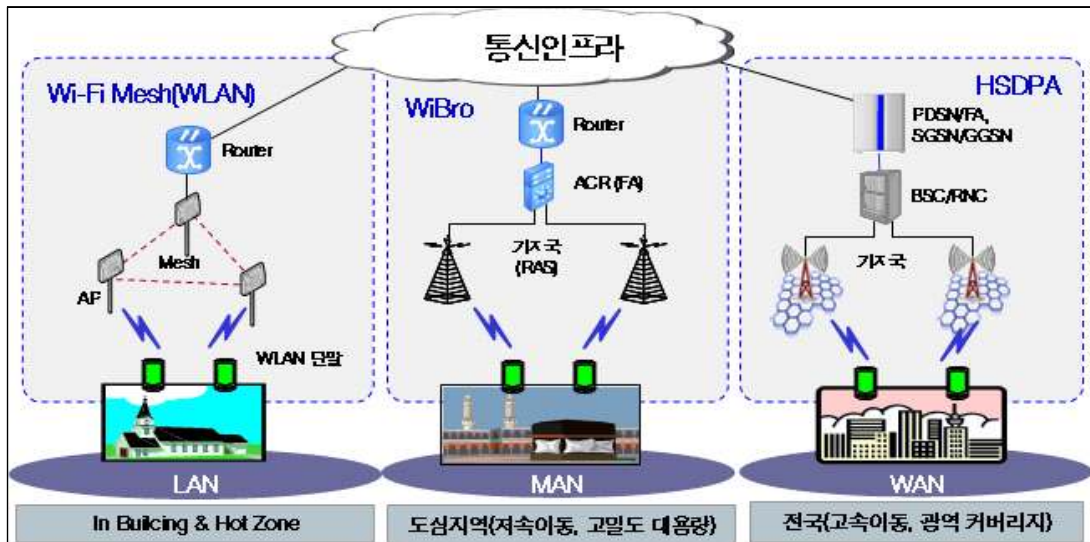 통신인프라
Wi-Fi Mesh(WLAN)
Router
Mesh
AP
WLAN 단말
LAN
In Builcing & Hot Zone
WiBro
Router
ACR (FA)
기지국
(RAS)
MAN
도심지역{저속이동, 고밀도 대용량}
HSDPA
PDSN/FA,
SGSN/GGSN
BSC/RNC
기지국
WAN
전국{고속이동, 광역 커버리지}